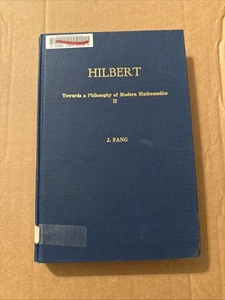 HILBERT
Towards a Philosophy of Modern Mathematics
II
J. FANG